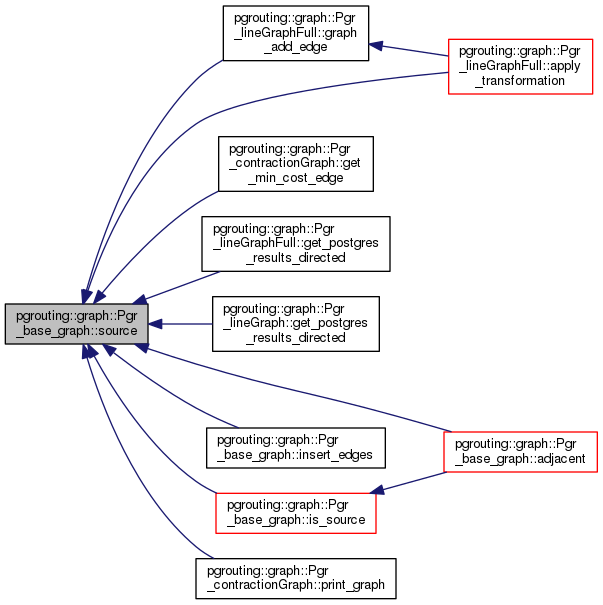 pgrouting::graph::Pgr
_lineGraphFull::graph
_add_edge
pgrouting::graph::Pgr
_lineGraphFull::apply
_transformation
pgrouting::graph::Pgr
_contractionGraph::get
_min_cost_edge
pgrouting::graph::Pgr
_lineGraphFull::get_postgres
_results_directed
pgrouting::graph::Pgr
_base_graph::source
pgrouting::graph::Pgr
_lineGraph::get_postgres
_results_directed
pgrouting::graph::Pgr
_base_graph::insert_edges
pgrouting::graph::Pgr
_base_graph::adjacent
pgrouting::graph::Pgr
_base_graph::is_source
pgrouting::graph::Pgr
_contractionGraph::print_graph